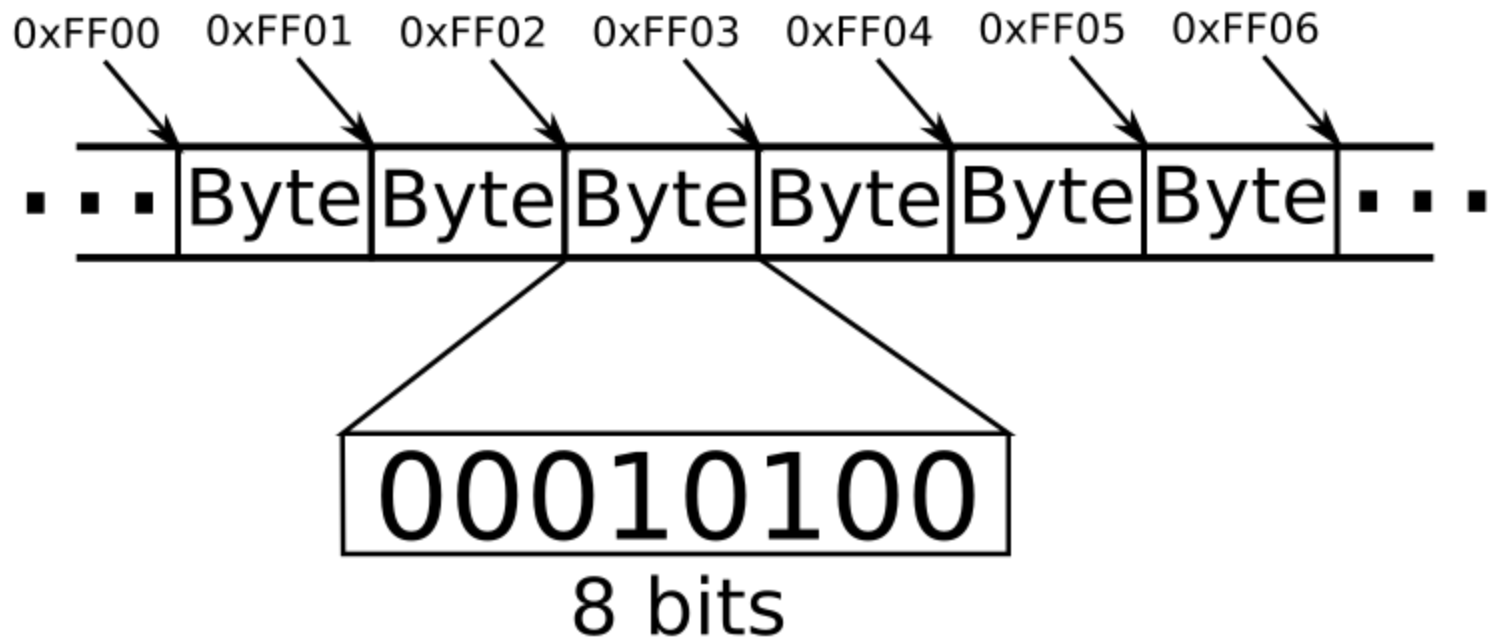 0xFF00 0xFF01 0xFF02 0xFF03 0xFF04 0xFF05 0xFF06
Byte Byte Byte Byte Byte Byte
00010100
8 bits